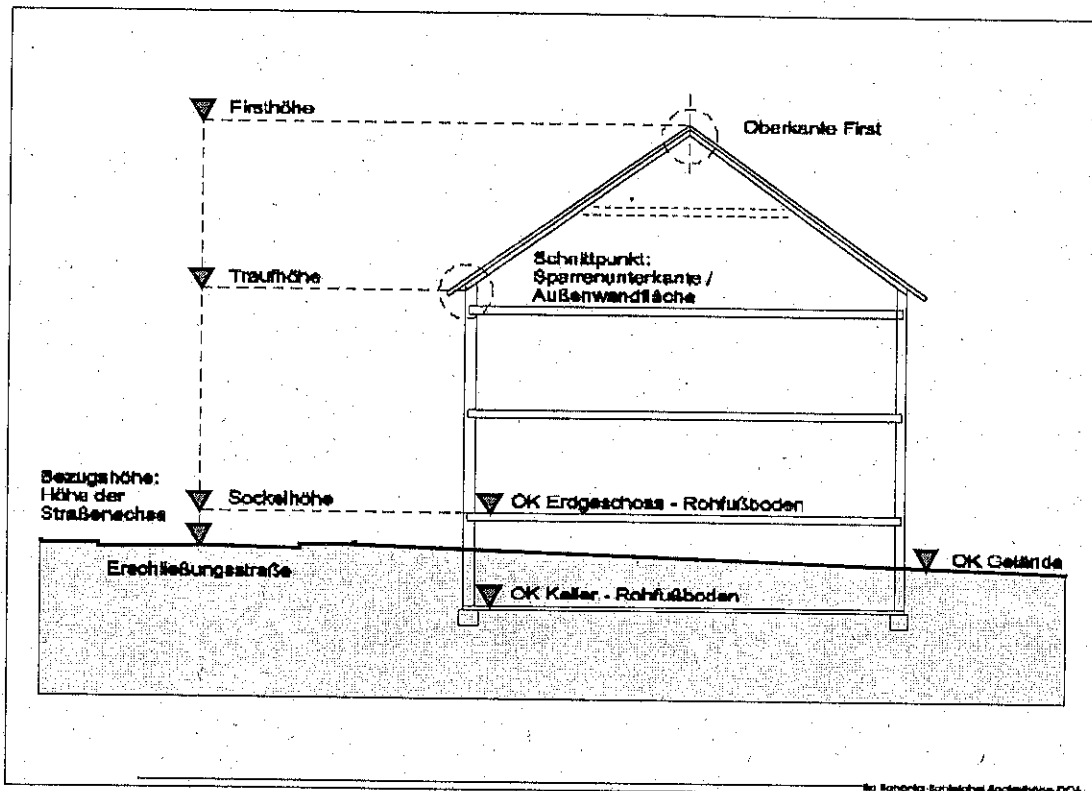 Firsthöhe
Oberkante First
Traufhöhe
Schnittpunkt:
Sparrenunterkante /
Außenwandfläche
Bezugshöhe:
Höhe der
Straßenachse
Sockelhöhe
OK Erdgeschoss - Rohfußboden
Erschließungsstraße
OK Gelände
OK Keller - Rohfußboden